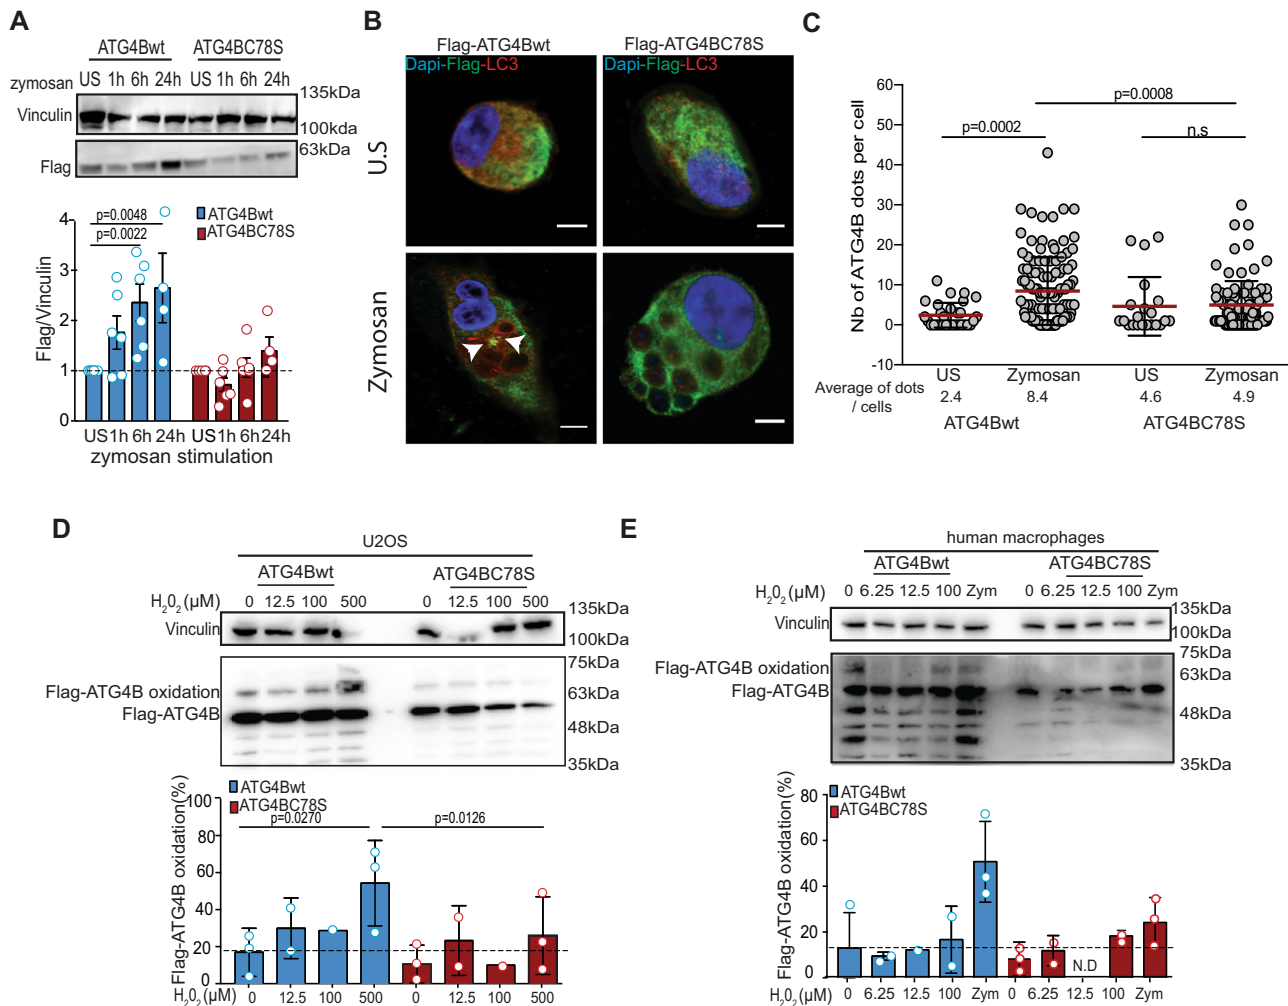 A
ATG4Bwt ATG4BC78S
zymosan US 1h 6h 24h US 1h 6h 24h
135kDa
Vinculin
100kda
63kDa
Flag
4
3
2
1
0
Flag/Vinculin
p=0.0048
p=0.0022
ATG4Bwt
ATG4BC78S
US 1h 6h 24h US 1h 6h 24h
zymosan stimulation
B
Flag-ATG4Bwt Flag-ATG4BC78S
Dapi-Flag-LC3 Dapi-Flag-LC3
U.S
Zymosan
C
Nb of ATG4B dots per cell
60
50
40
30
20
10
0
-10
p=0.0008
p=0.0002
n.s
US Zymosan US Zymosan
Average of dots / cells
2.4 8.4 4.6 4.9
ATG4Bwt ATG4BC78S
D
U2OS
ATG4Bwt ATG4BC78S
H₂0₂(µM) 0 12.5 100 500 0 12.5 100 500
135kDa
Vinculin
100kDa
75kDa
Flag-ATG4B oxidation
63kDa
Flag-ATG4B
48kDa
35kDa
Flag-ATG4B oxidation(%)
100
80
60
40
20
0
ATG4Bwt
ATG4BC78S
p=0.0270
p=0.0126
H₂0₂(µM) 0 12.5 100 500 0 12.5 100 500
E
human macrophages
ATG4Bwt ATG4BC78S
H₂0₂(µM) 0 6.25 12.5 100 Zym 0 6.25 12.5 100 Zym
135kDa
Vinculin
100kDa
75kDa
Flag-ATG4B oxidation
63kDa
Flag-ATG4B
48kDa
35kDa
Flag-ATG4B oxidation(%)
80
60
40
20
0
ATG4Bwt
ATG4BC78S
N.D
H₂0₂(µM) 0 6.25 12.5 100 Zym 0 6.25 12.5 100 Zym